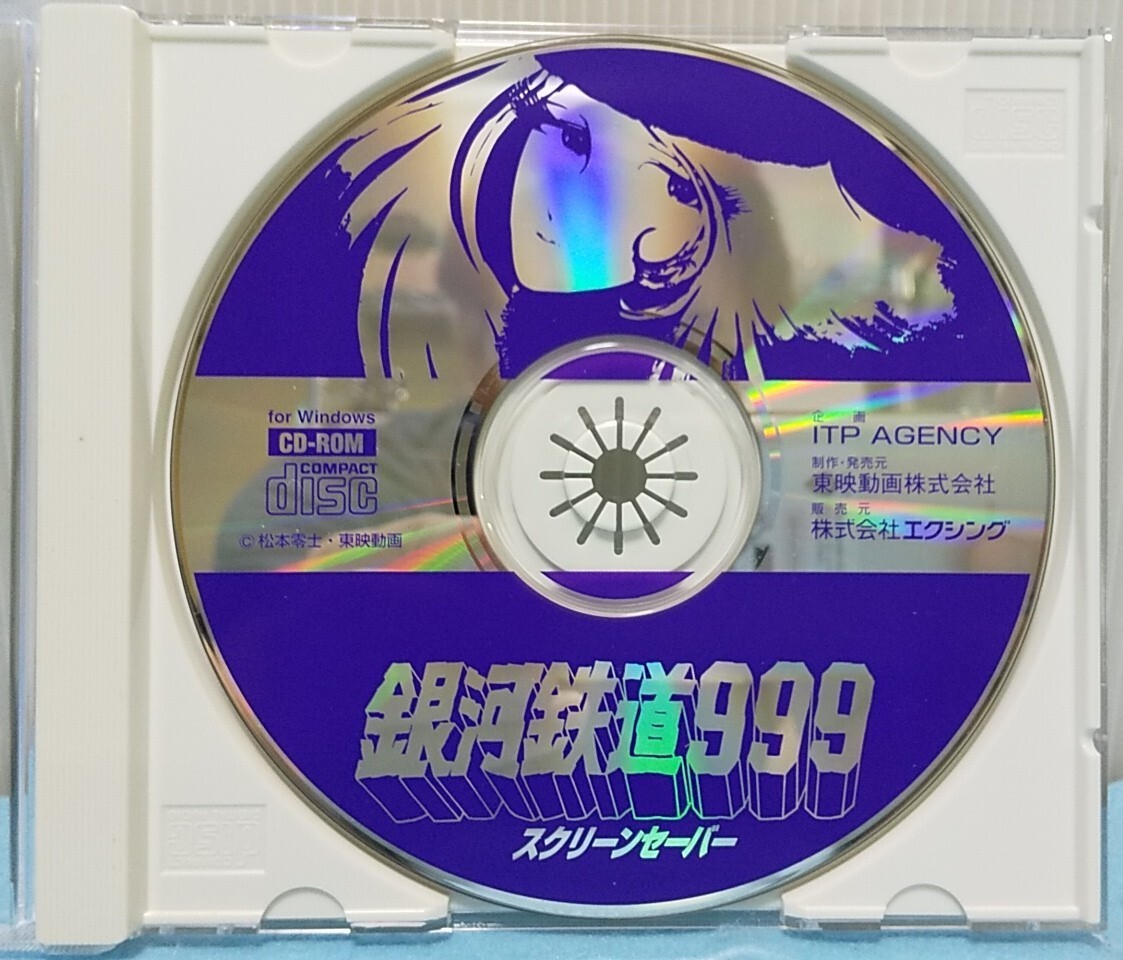 for Windows
CD-ROM
COMPACT
disc
©松本零士・東映動画
企画
ITP AGENCY
制作・発売元
東映動画株式会社
販売元
株式会社エクシング
銀河鉄道999
スクリーンセーバー